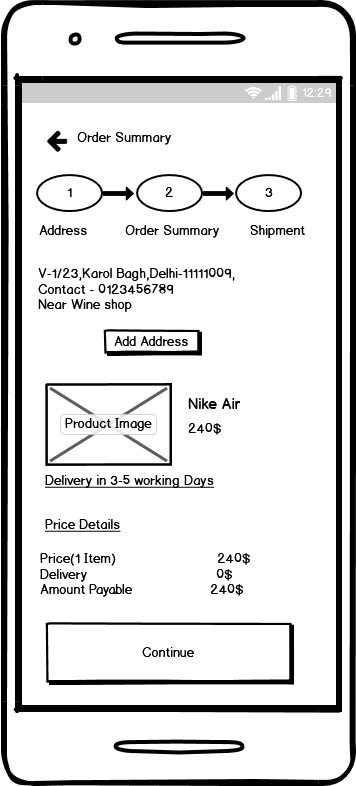 12:29
Order Summary
1 2 3
Address Order Summary Shipment
V-1/23,Karol Bagh,Delhi-11111009,
Contact - 0123456789
Near Wine shop
Add Address
Product Image
Nike Air
240$
Delivery in 3-5 working Days
Price Details
Price(1 Item) 240$
Delivery 0$
Amount Payable 240$
Continue